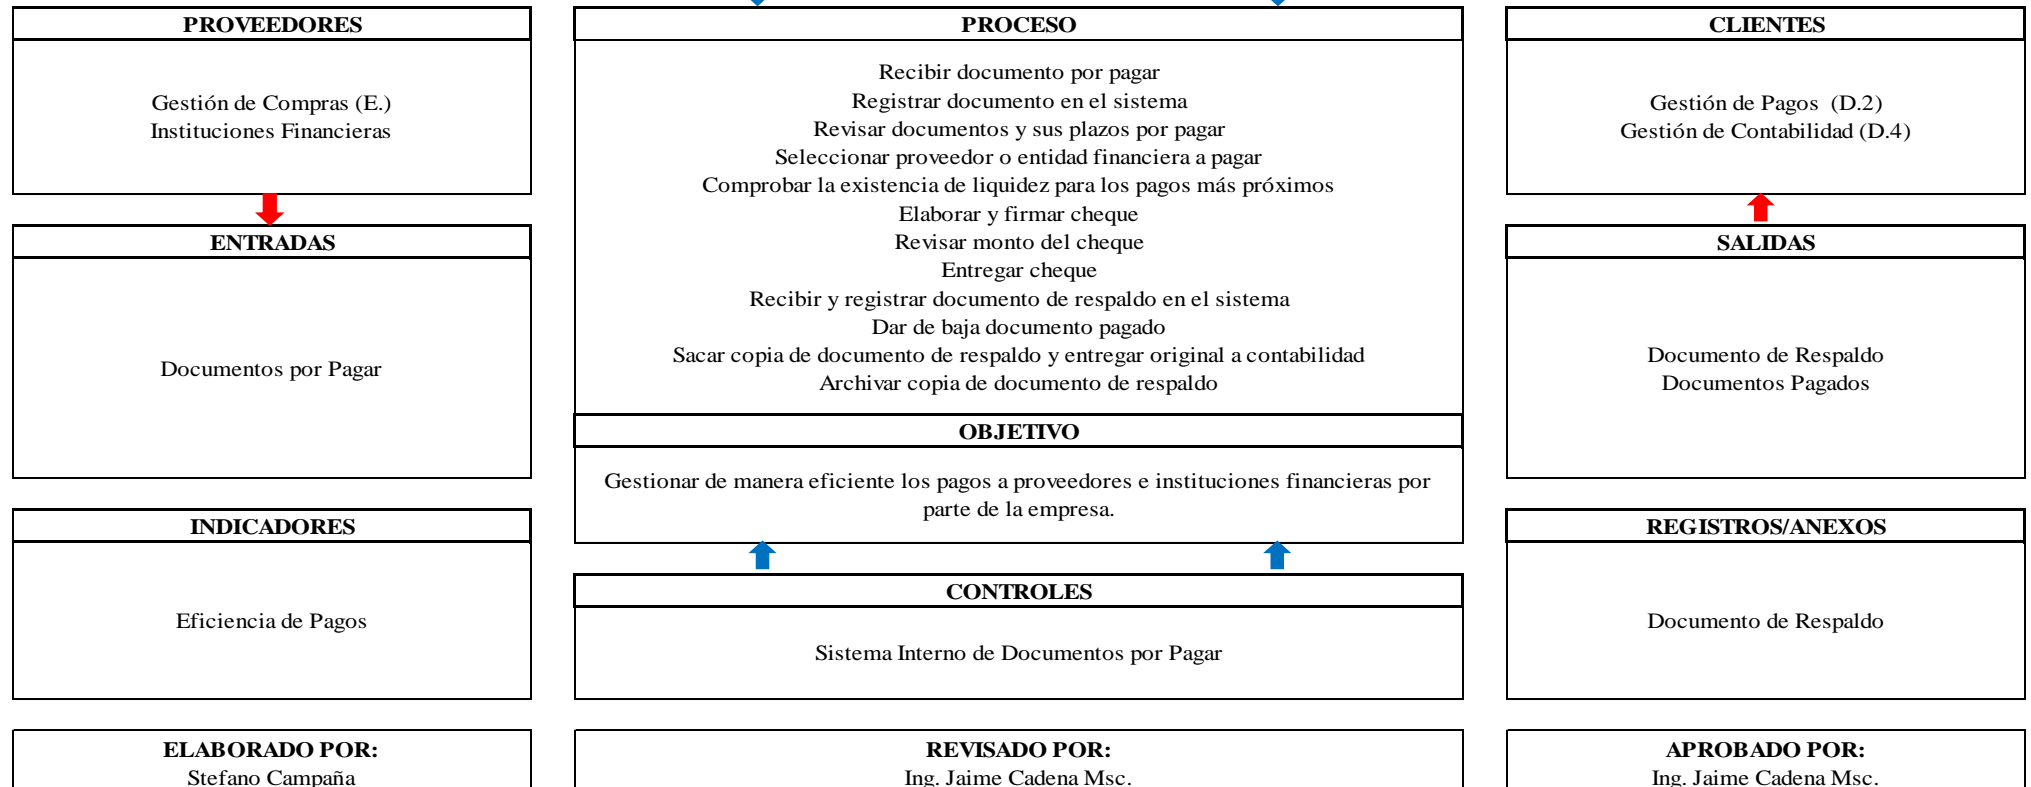 PROVEEDORES
Gestión de Compras (E.)
Instituciones Financieras
ENTRADAS
Documentos por Pagar
INDICADORES
Eficiencia de Pagos
ELABORADO POR:
Stefano Campaña
PROCESO
Recibir documento por pagar
Registrar documento en el sistema
Revisar documentos y sus plazos por pagar
Seleccionar proveedor o entidad financiera a pagar
Comprobar la existencia de liquidez para los pagos más próximos
Elaborar y firmar cheque
Revisar monto del cheque
Entregar cheque
Recibir y registrar documento de respaldo en el sistema
Dar de baja documento pagado
Sacar copia de documento de respaldo y entregar original a contabilidad
Archivar copia de documento de respaldo
OBJETIVO
Gestionar de manera eficiente los pagos a proveedores e instituciones financieras por
parte de la empresa.
CONTROLES
Sistema Interno de Documentos por Pagar
REVISADO POR:
Ing. Jaime Cadena Msc.
CLIENTES
Gestión de Pagos (D.2)
Gestión de Contabilidad (D.4)
SALIDAS
Documento de Respaldo
Documentos Pagados
REGISTROS/ANEXOS
Documento de Respaldo
APROBADO POR:
Ing. Jaime Cadena Msc.